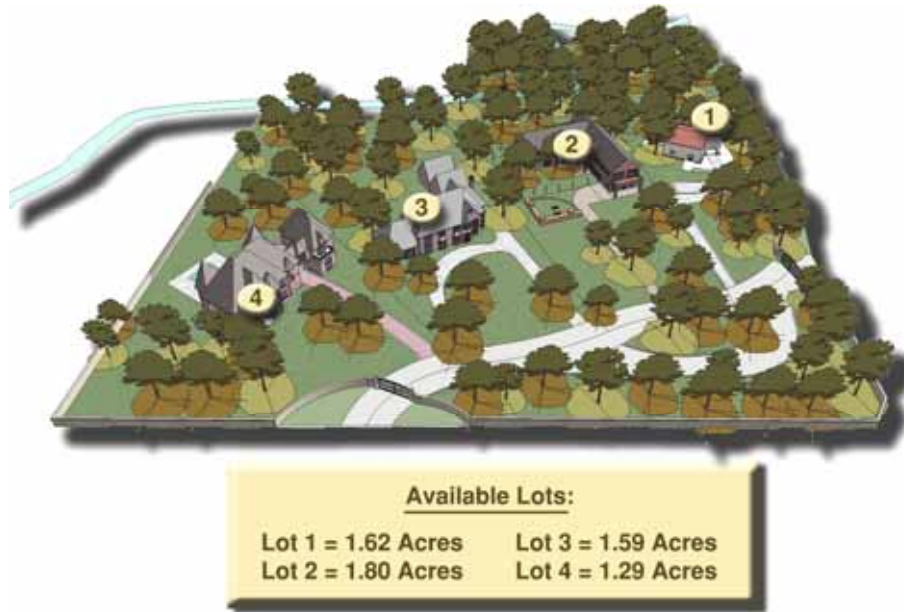 1
2
3
4
Available Lots:
Lot 1 = 1.62 Acres Lot 3 = 1.59 Acres
Lot 2 = 1.80 Acres Lot 4 = 1.29 Acres